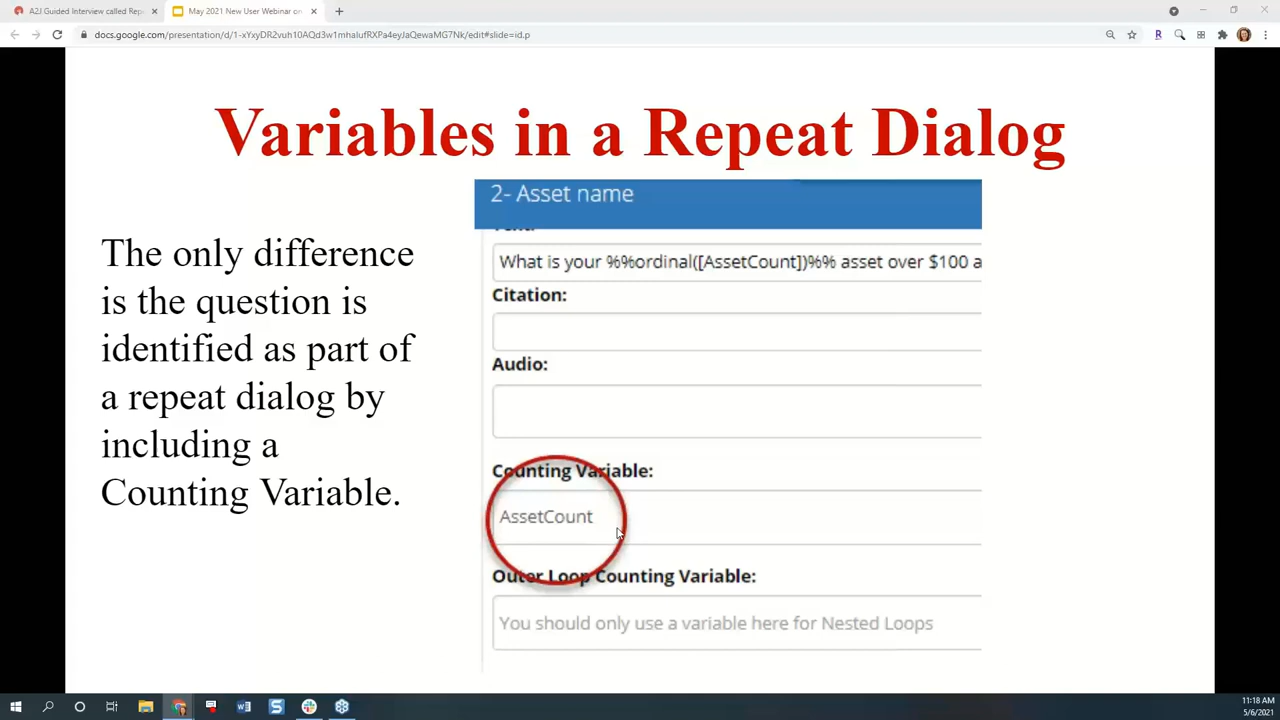 A2J Guided Interview called Rep
May 2021 New User Webinar on
docs.google.com/presentation/d/1-xYxyDR2vuh10AQd3w1mhaIufRXPa4eyJaQewaMG7Nk/edit#slide=id.p
Variables in a Repeat Dialog
The only difference
is the question is
identified as part of
a repeat dialog by
including a
Counting Variable.
2- Asset name
What is your %%ordinal([AssetCount])%% asset over $100 a
Citation:
Audio:
Counting Variable:
AssetCount
Outer Loop Counting Variable:
You should only use a variable here for Nested Loops
11:18 AM
5/6/2021